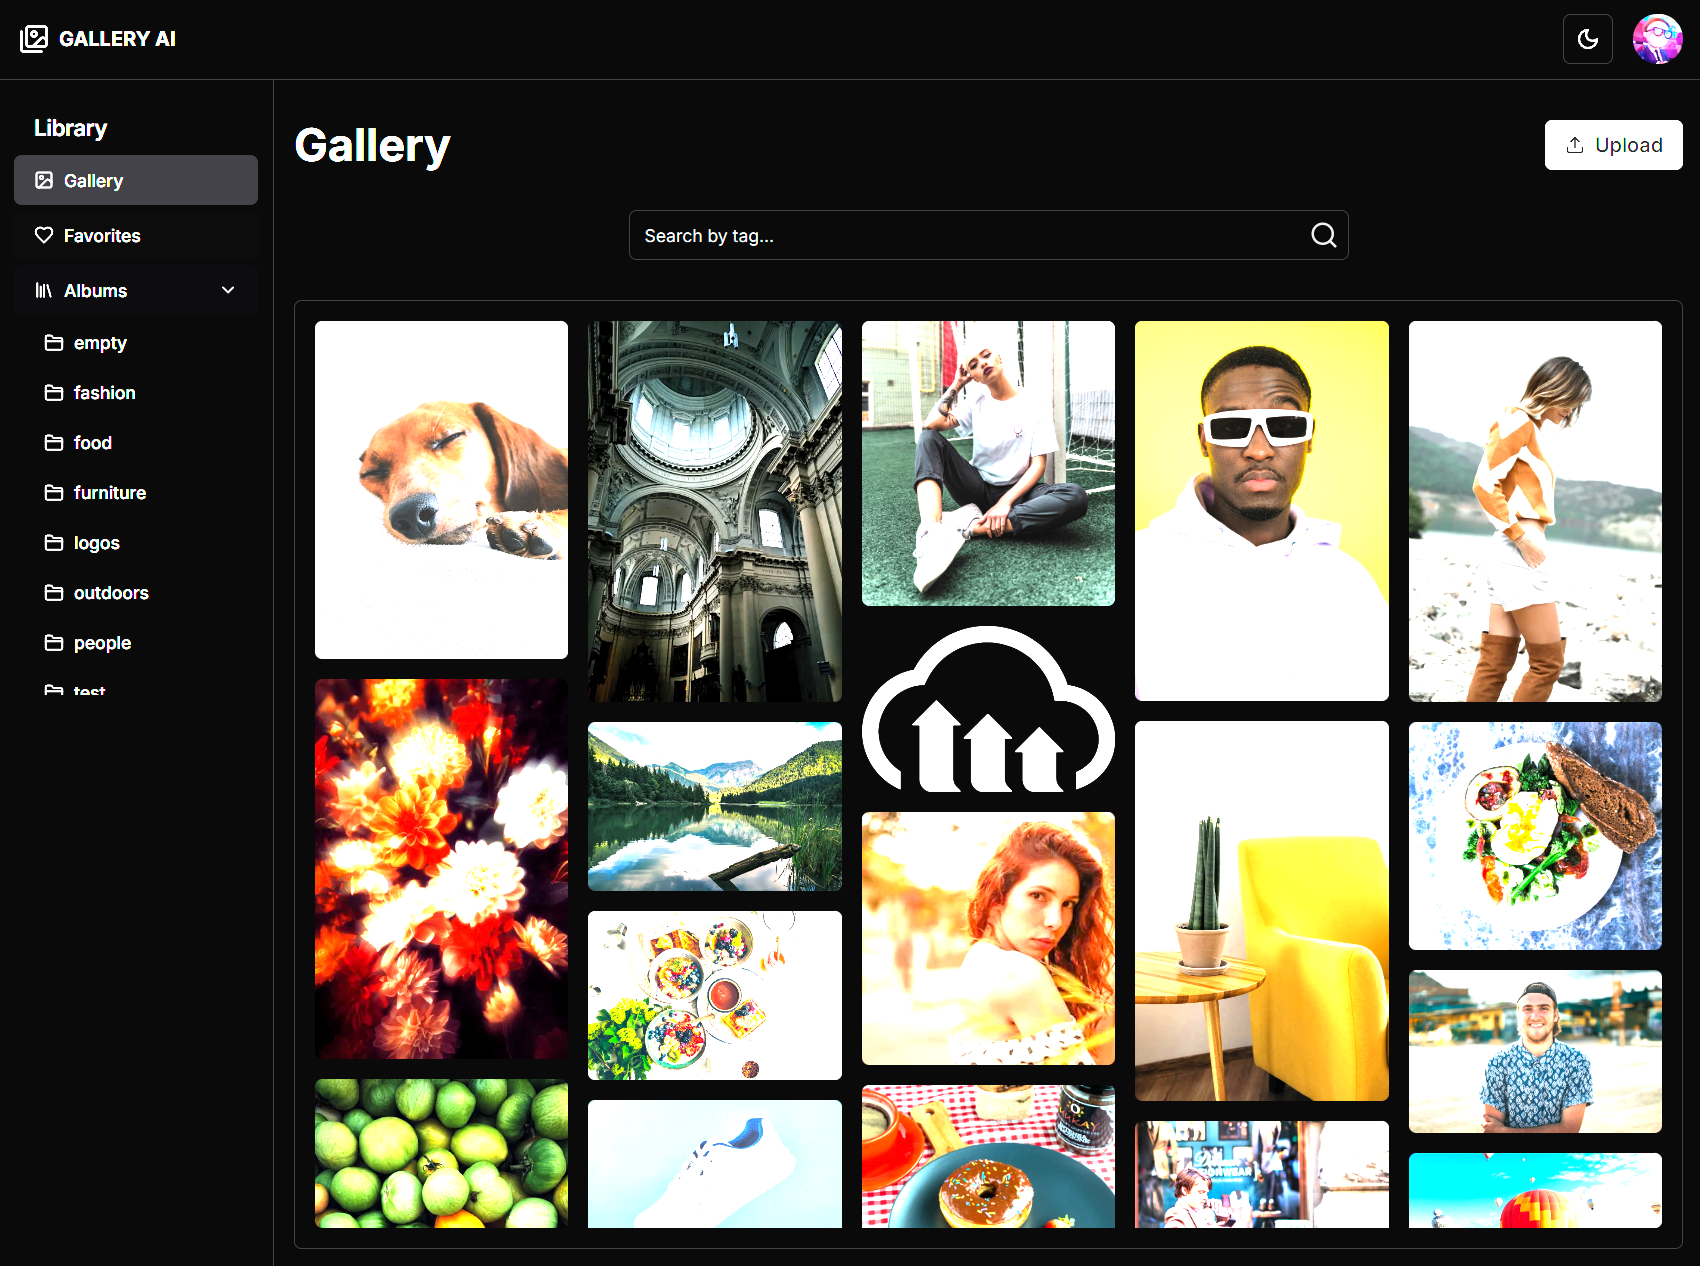 GALLERY AI
Library
Gallery
Favorites
Albums
empty
fashion
food
furniture
logos
outdoors
people
test
Gallery
Upload
Search by tag...